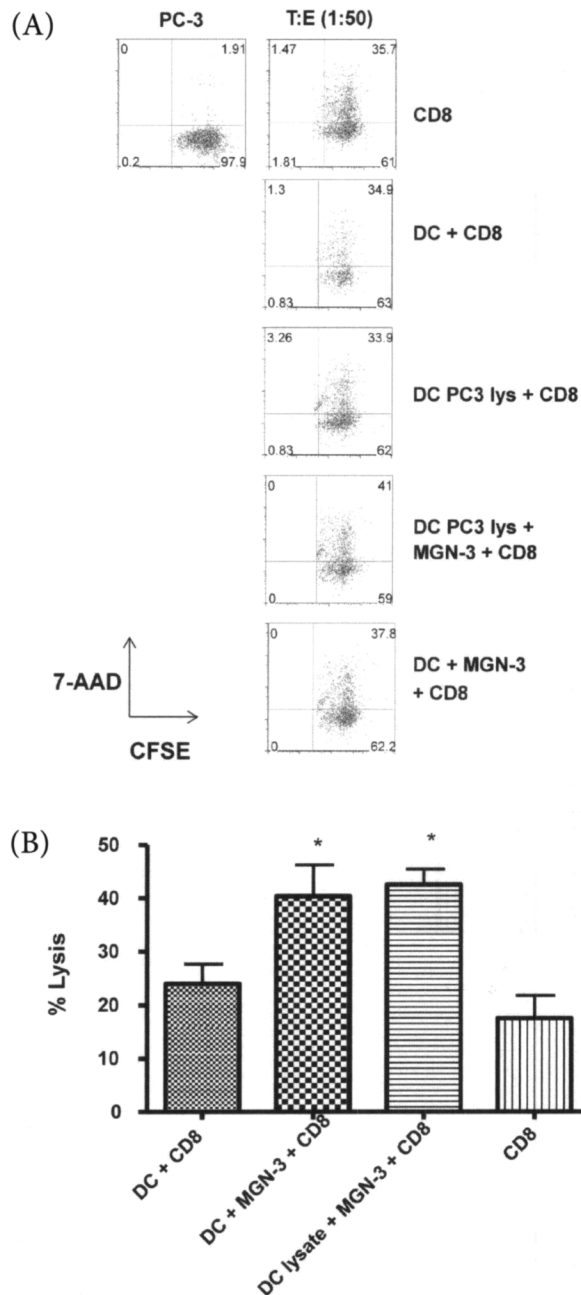 (A)
PC-3
T:E (1:50)
0 1.91
0.2 97.9
1.47 35.7
1.81 61
CD8
1.3 34.9
0.83 63
DC + CD8
3.26 33.9
0.83 62
DC PC3 lys + CD8
0 41
0 59
DC PC3 lys +
MGN-3 + CD8
0 37.8
0 62.2
DC + MGN-3
+ CD8
7-AAD
CFSE
(B)
% Lysis
50
40
30
20
10
0
* *
DC + CD8
DC + MGN-3 + CD8
DC lysate + MGN-3 + CD8
CD8